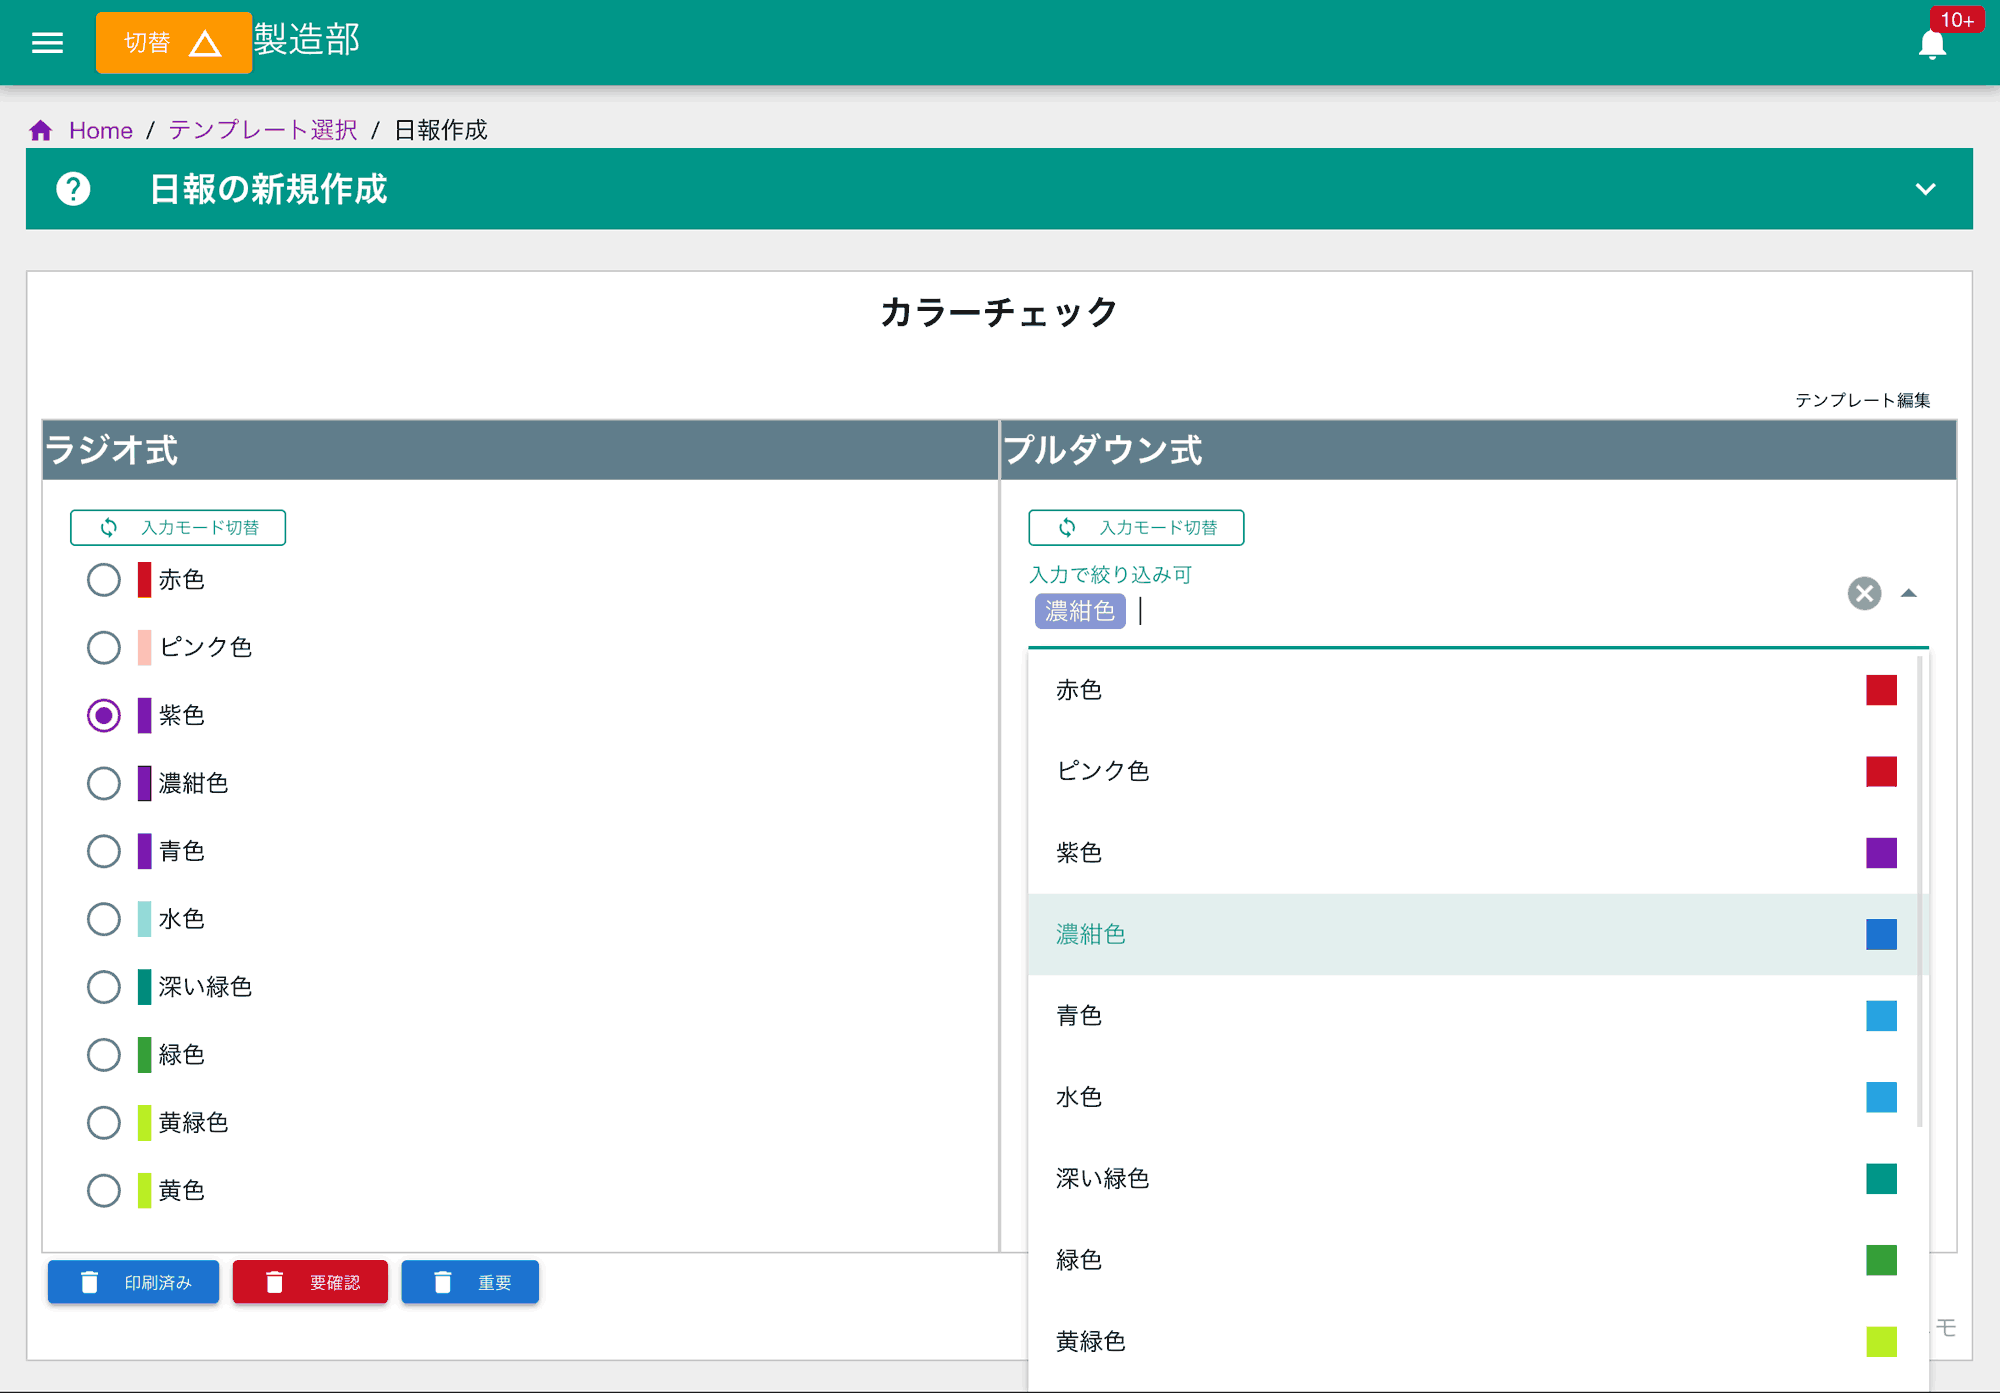 切替 製造部
10+
Home / テンプレート選択 / 日報作成
日報の新規作成
カラーチェック
テンプレート編集
ラジオ式
入力モード切替
赤色
ピンク色
紫色
濃紺色
青色
水色
深い緑色
緑色
黄緑色
黄色
プルダウン式
入力モード切替
入力で絞り込み可
濃紺色
赤色
ピンク色
紫色
濃紺色
青色
水色
深い緑色
緑色
黄緑色
印刷済み
要確認
重要
モ